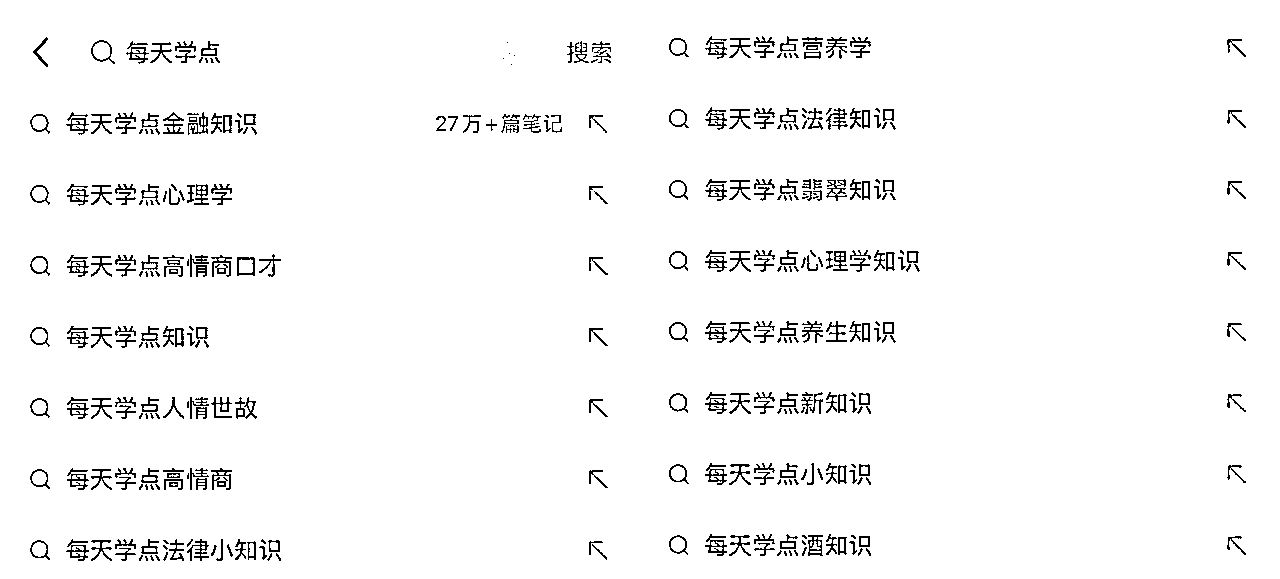 每天学点
搜索
每天学点金融知识
27万+篇笔记
每天学点心理学
每天学点高情商口才
每天学点知识
每天学点人情世故
每天学点高情商
每天学点法律小知识
每天学点营养学
每天学点法律知识
每天学点翡翠知识
每天学点心理学知识
每天学点养生知识
每天学点新知识
每天学点小知识
每天学点酒知识